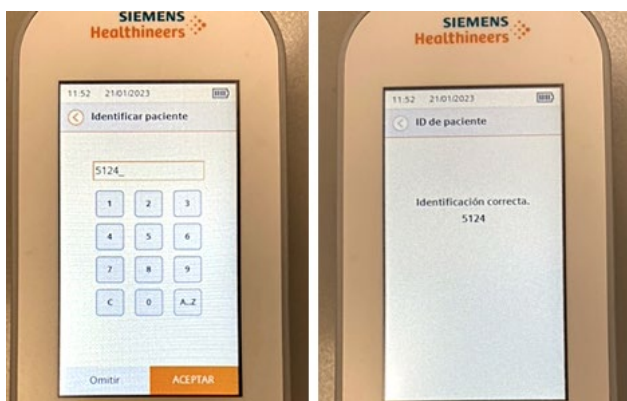 SIEMENS
Healthineers
11:52 21/01/2023
Identificar paciente
5124_
1 2 3
4 5 6
7 8 9
C 0 A..Z
Omitir ACEPTAR
SIEMENS
Healthineers
11:52 21/01/2023
ID de paciente
Identificación correcta.
5124